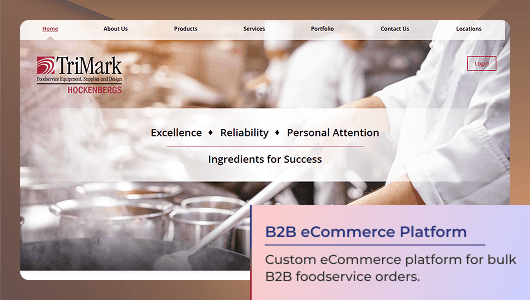 Home About Us Products Services Portfolio Contact Us Locations
TriMark
Foodservice Equipment, Supplies and Design
HOCKENBERGS
Login
Excellence ♦ Reliability ♦ Personal Attention
Ingredients for Success
B2B eCommerce Platform
Custom eCommerce platform for bulk
B2B foodservice orders.